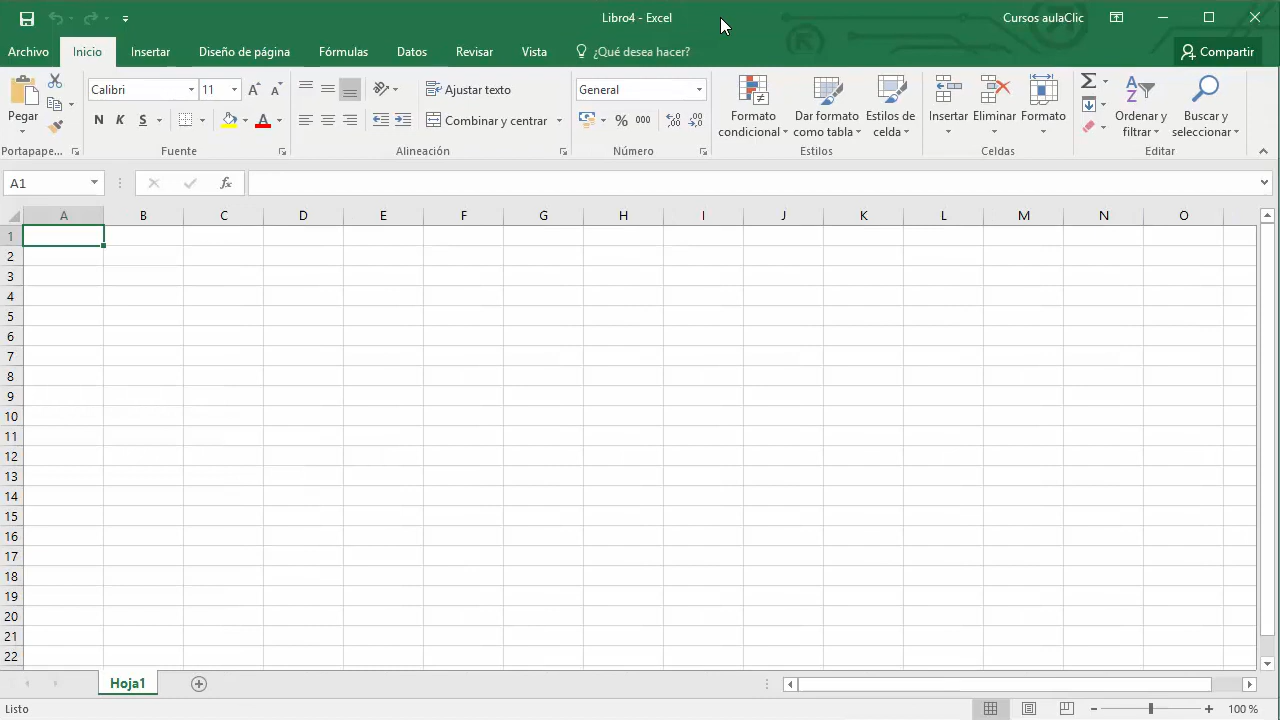 Libro4 - Excel
Cursos aulaClic
Archivo Inicio Insertar Diseño de página Fórmulas Datos Revisar Vista ¿Qué desea hacer? Compartir
Pegar
Portapape...
Calibri 11
N K S A
Fuente
Ajustar texto
Combinar y centrar
Alineación
General
% 000
Número
Formato condicional
Dar formato como tabla
Estilos de celda
Estilos
Insertar Eliminar Formato
Celdas
Ordenar y filtrar
Buscar y seleccionar
Editar
A1 fx
A B C D E F G H I J K L M N O
1
2
3
4
5
6
7
8
9
10
11
12
13
14
15
16
17
18
19
20
21
22
Hoja1
Listo 100 %